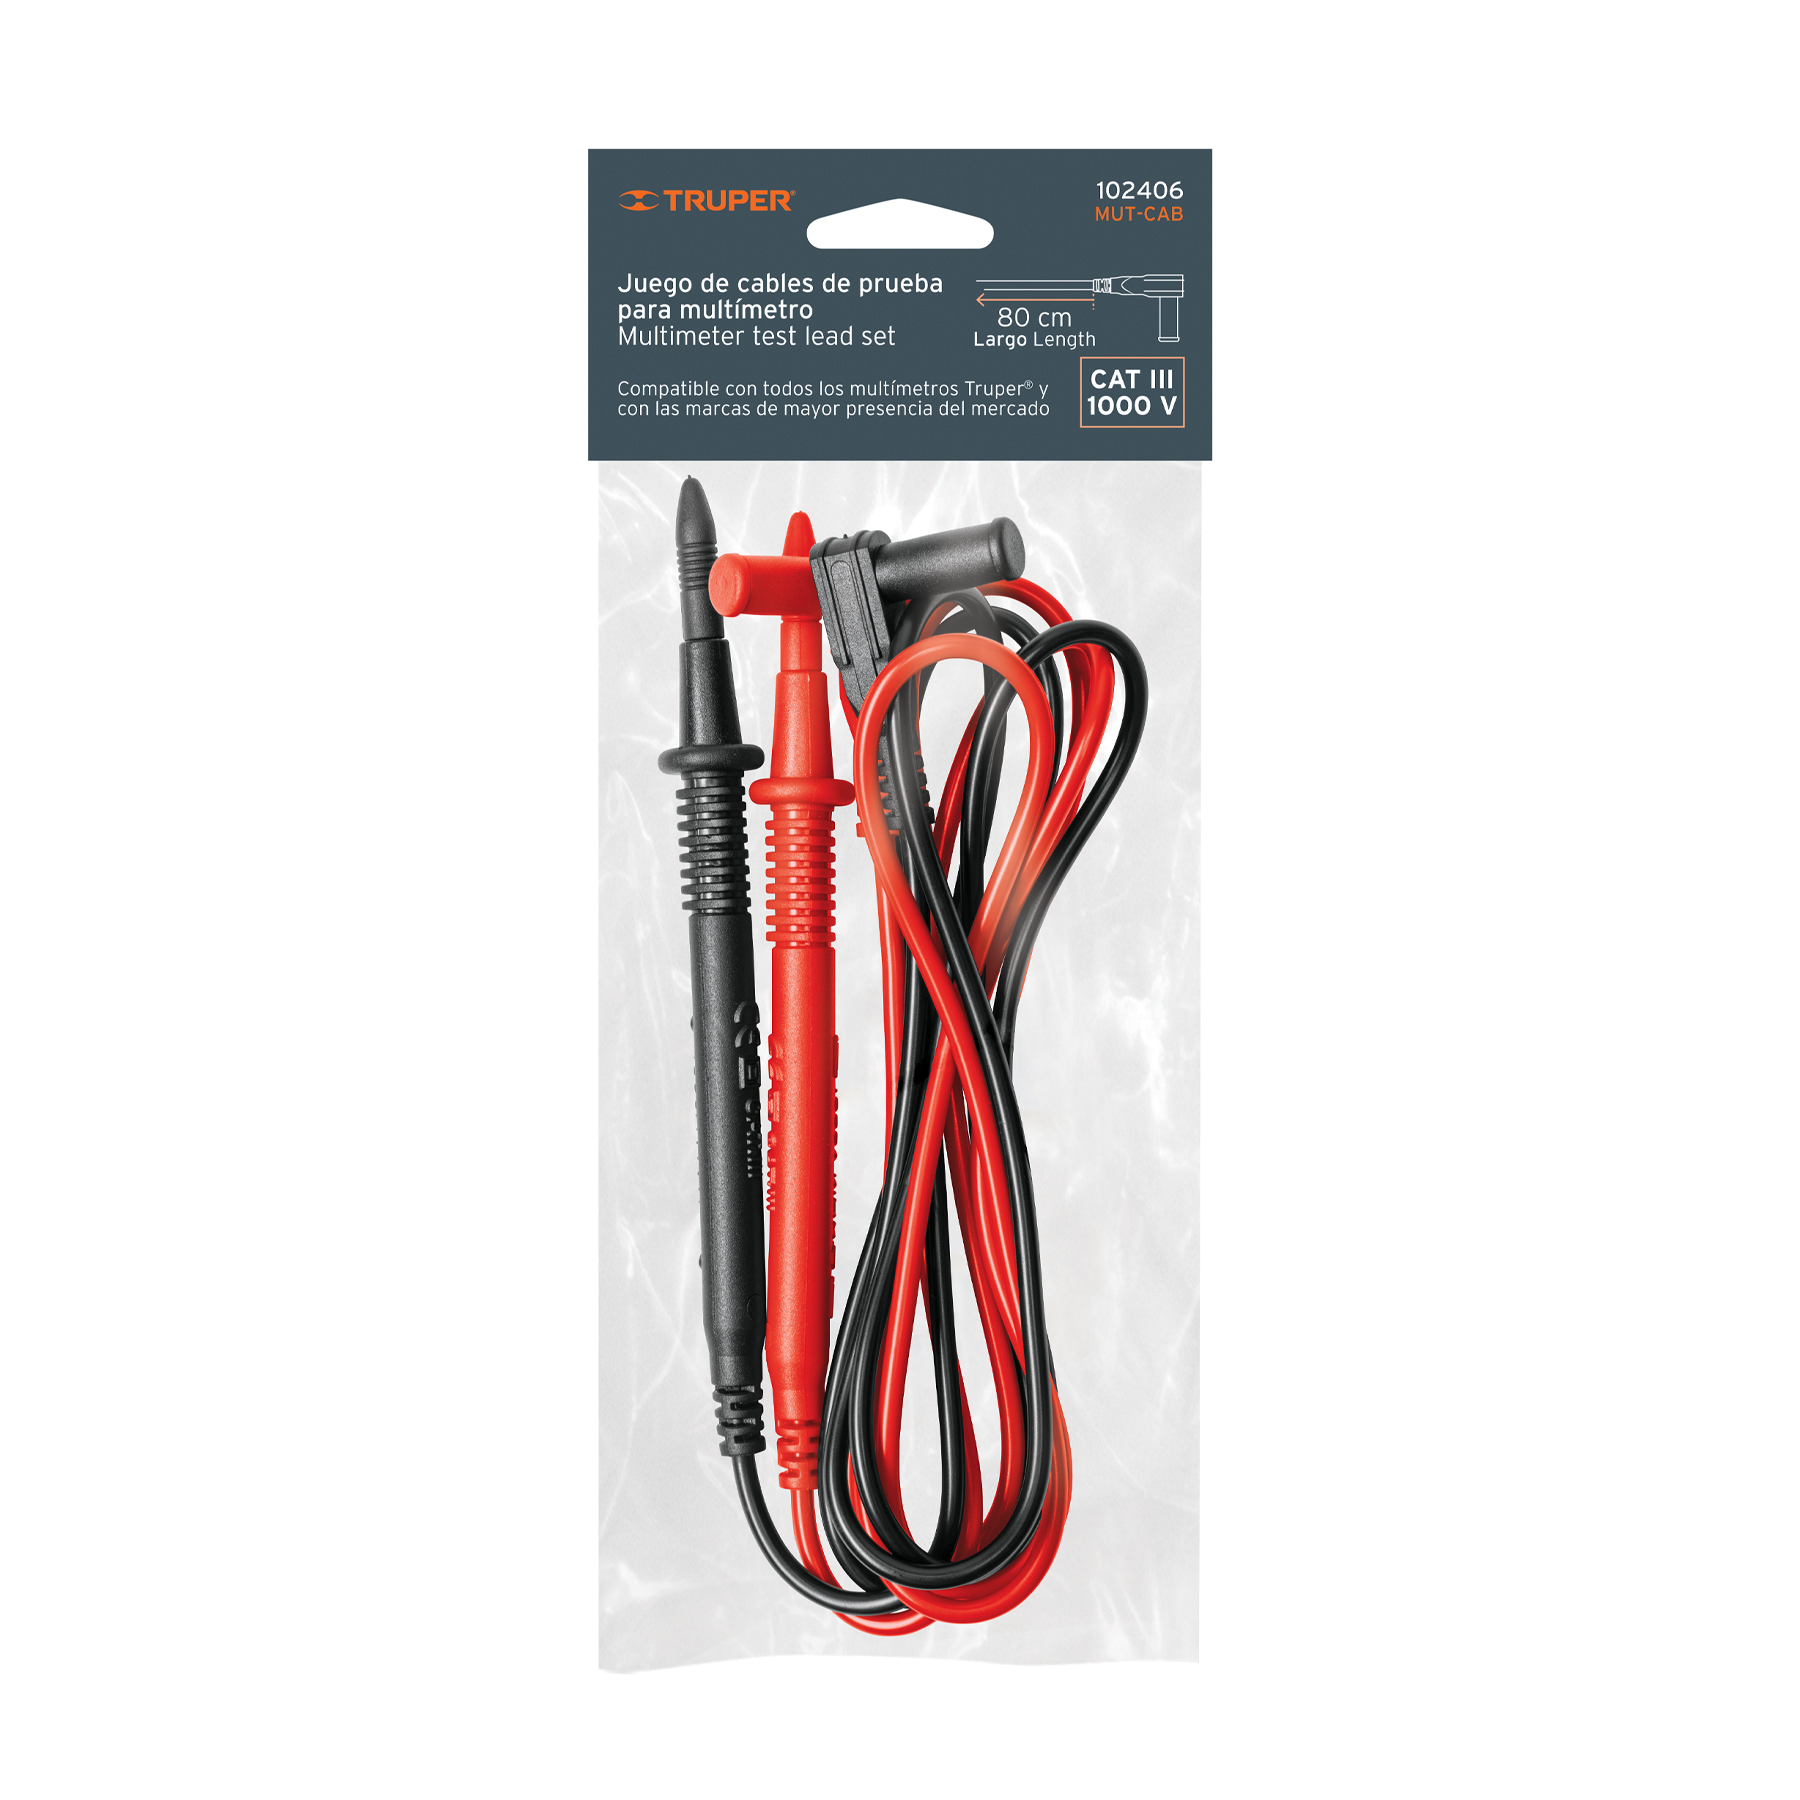 TRUPER®
102406
MUT-CAB
Juego de cables de prueba
para multímetro
Multimeter test lead set
80 cm
Largo Length
Compatible con todos los multímetros Truper® y
con las marcas de mayor presencia del mercado
CAT III
1000 V